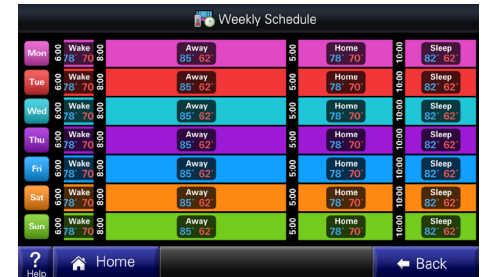 Weekly Schedule
Mon 6:00 Wake 78° 70 8:00 Away 85° 62° 5:00 Home 78° 70° 10:00 Sleep 82° 62°
Tue 6:00 Wake 78° 70 8:00 Away 85° 62° 5:00 Home 78° 70° 10:00 Sleep 82° 62°
Wed 6:00 Wake 78° 70 8:00 Away 85° 62° 5:00 Home 78° 70° 10:00 Sleep 82° 62°
Thu 6:00 Wake 78° 70 8:00 Away 85° 62° 5:00 Home 78° 70° 10:00 Sleep 82° 62°
Fri 6:00 Wake 78° 70 8:00 Away 85° 62° 5:00 Home 78° 70° 10:00 Sleep 82° 62°
Sat 6:00 Wake 78° 70 8:00 Away 85° 62° 5:00 Home 78° 70° 10:00 Sleep 82° 62°
Sun 6:00 Wake 78° 70 8:00 Away 85° 62° 5:00 Home 78° 70° 10:00 Sleep 82° 62°
? Help Home Back